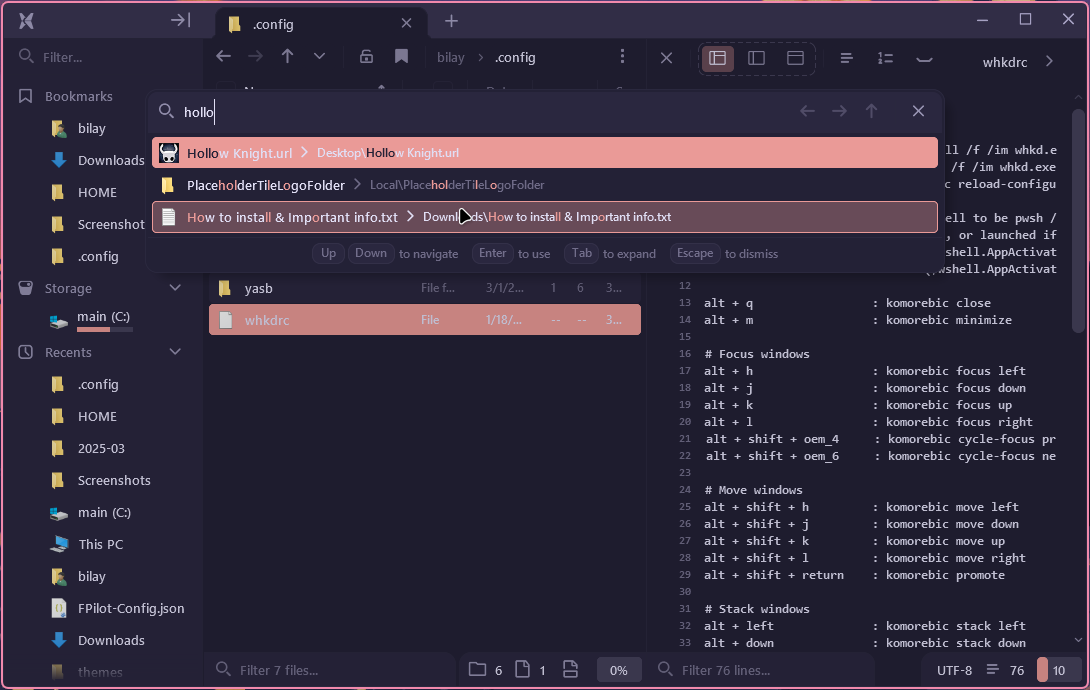 .config
Filter...
bilay
.config
whkdrc
hollo
Hollow Knight.url
Desktop\Hollow Knight.url
PlaceholderTileLogoFolder
Local\PlaceholderTileLogoFolder
How to install & Important info.txt
How to install & Important info.txt
Up Down to navigate Enter to use Tab to expand Escape to dismiss
Bookmarks
bilay
Downloads
HOME
Screenshot
.config
Storage
main (C:)
Recents
.config
HOME
2025-03
Screenshots
main (C:)
This PC
bilay
FPilot-Config.json
Downloads
themes
yasb File f... 3/1/2... 1 6 3...
whkdrc File 1/18/... -- -- 3...
ll /f /im whkd.e
/f /im whkd.exe
c reload-configu
ell to be pwsh /
, or launched if
wshell.AppActivat
wshell.AppActivat
12
13 alt + q : komorebic close
14 alt + m : komorebic minimize
15
16 # Focus windows
17 alt + h : komorebic focus left
18 alt + j : komorebic focus down
19 alt + k : komorebic focus up
20 alt + l : komorebic focus right
21 alt + shift + oem_4 : komorebic cycle-focus pr
22 alt + shift + oem_6 : komorebic cycle-focus ne
23
24 # Move windows
25 alt + shift + h : komorebic move left
26 alt + shift + j : komorebic move down
27 alt + shift + k : komorebic move up
28 alt + shift + l : komorebic move right
29 alt + shift + return : komorebic promote
30
31 # Stack windows
32 alt + left : komorebic stack left
33 alt + down : komorebic stack down
Filter 7 files...
6 1 0%
Filter 76 lines...
UTF-8 76 10